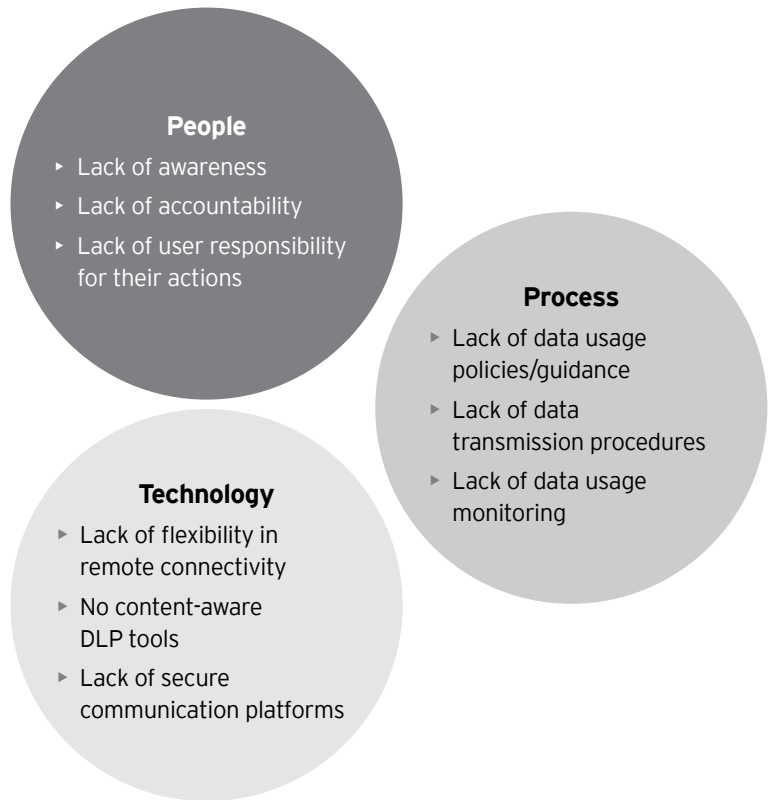 People
▸ Lack of awareness
▸ Lack of accountability
▸ Lack of user responsibility
for their actions
Process
▸ Lack of data usage
policies/guidance
▸ Lack of data
transmission procedures
▸ Lack of data usage
monitoring
Technology
▸ Lack of flexibility in
remote connectivity
▸ No content-aware
DLP tools
▸ Lack of secure
communication platforms